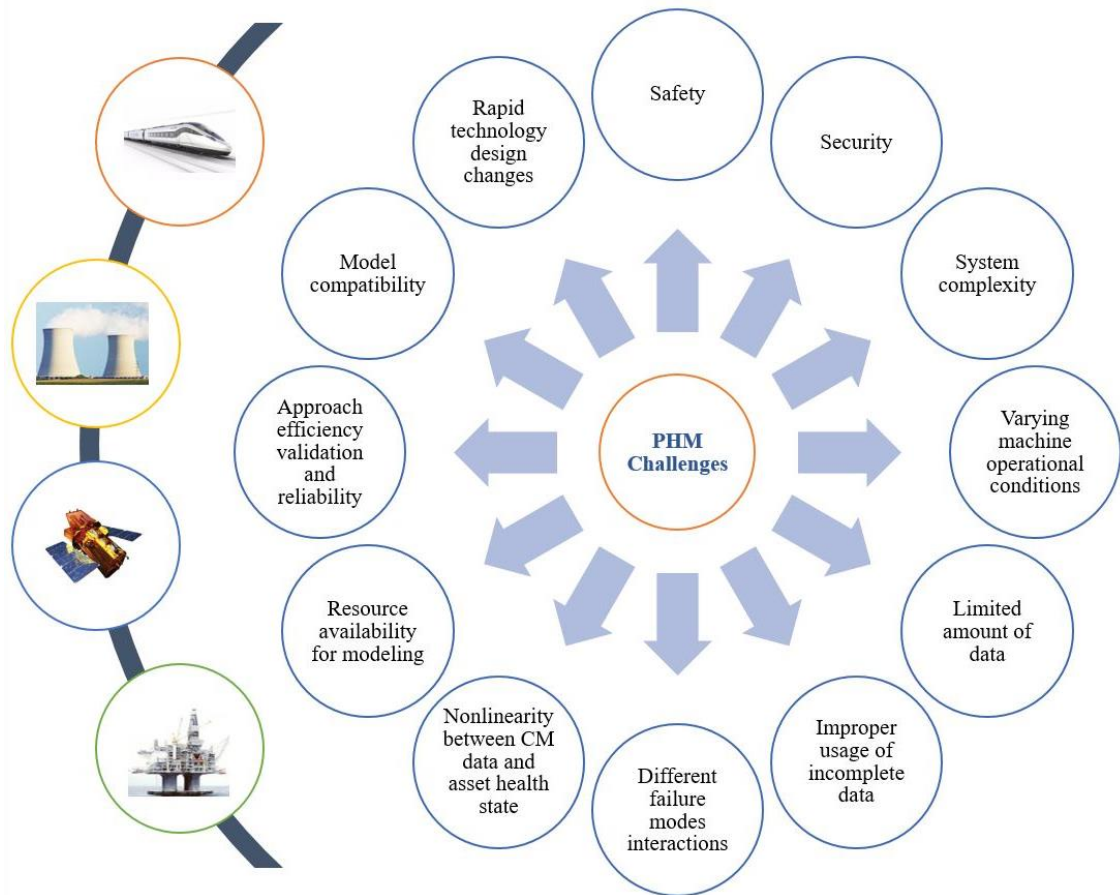 Safety
Security
System
complexity
Varying
machine
operational
conditions
Limited
amount of
data
Improper
usage of
incomplete
data
Different
failure
modes
interactions
Nonlinearity
between CM
data and
asset health
state
Resource
availability
for modeling
Approach
efficiency
validation
and
reliability
Model
compatibility
Rapid
technology
design
changes
PHM
Challenges